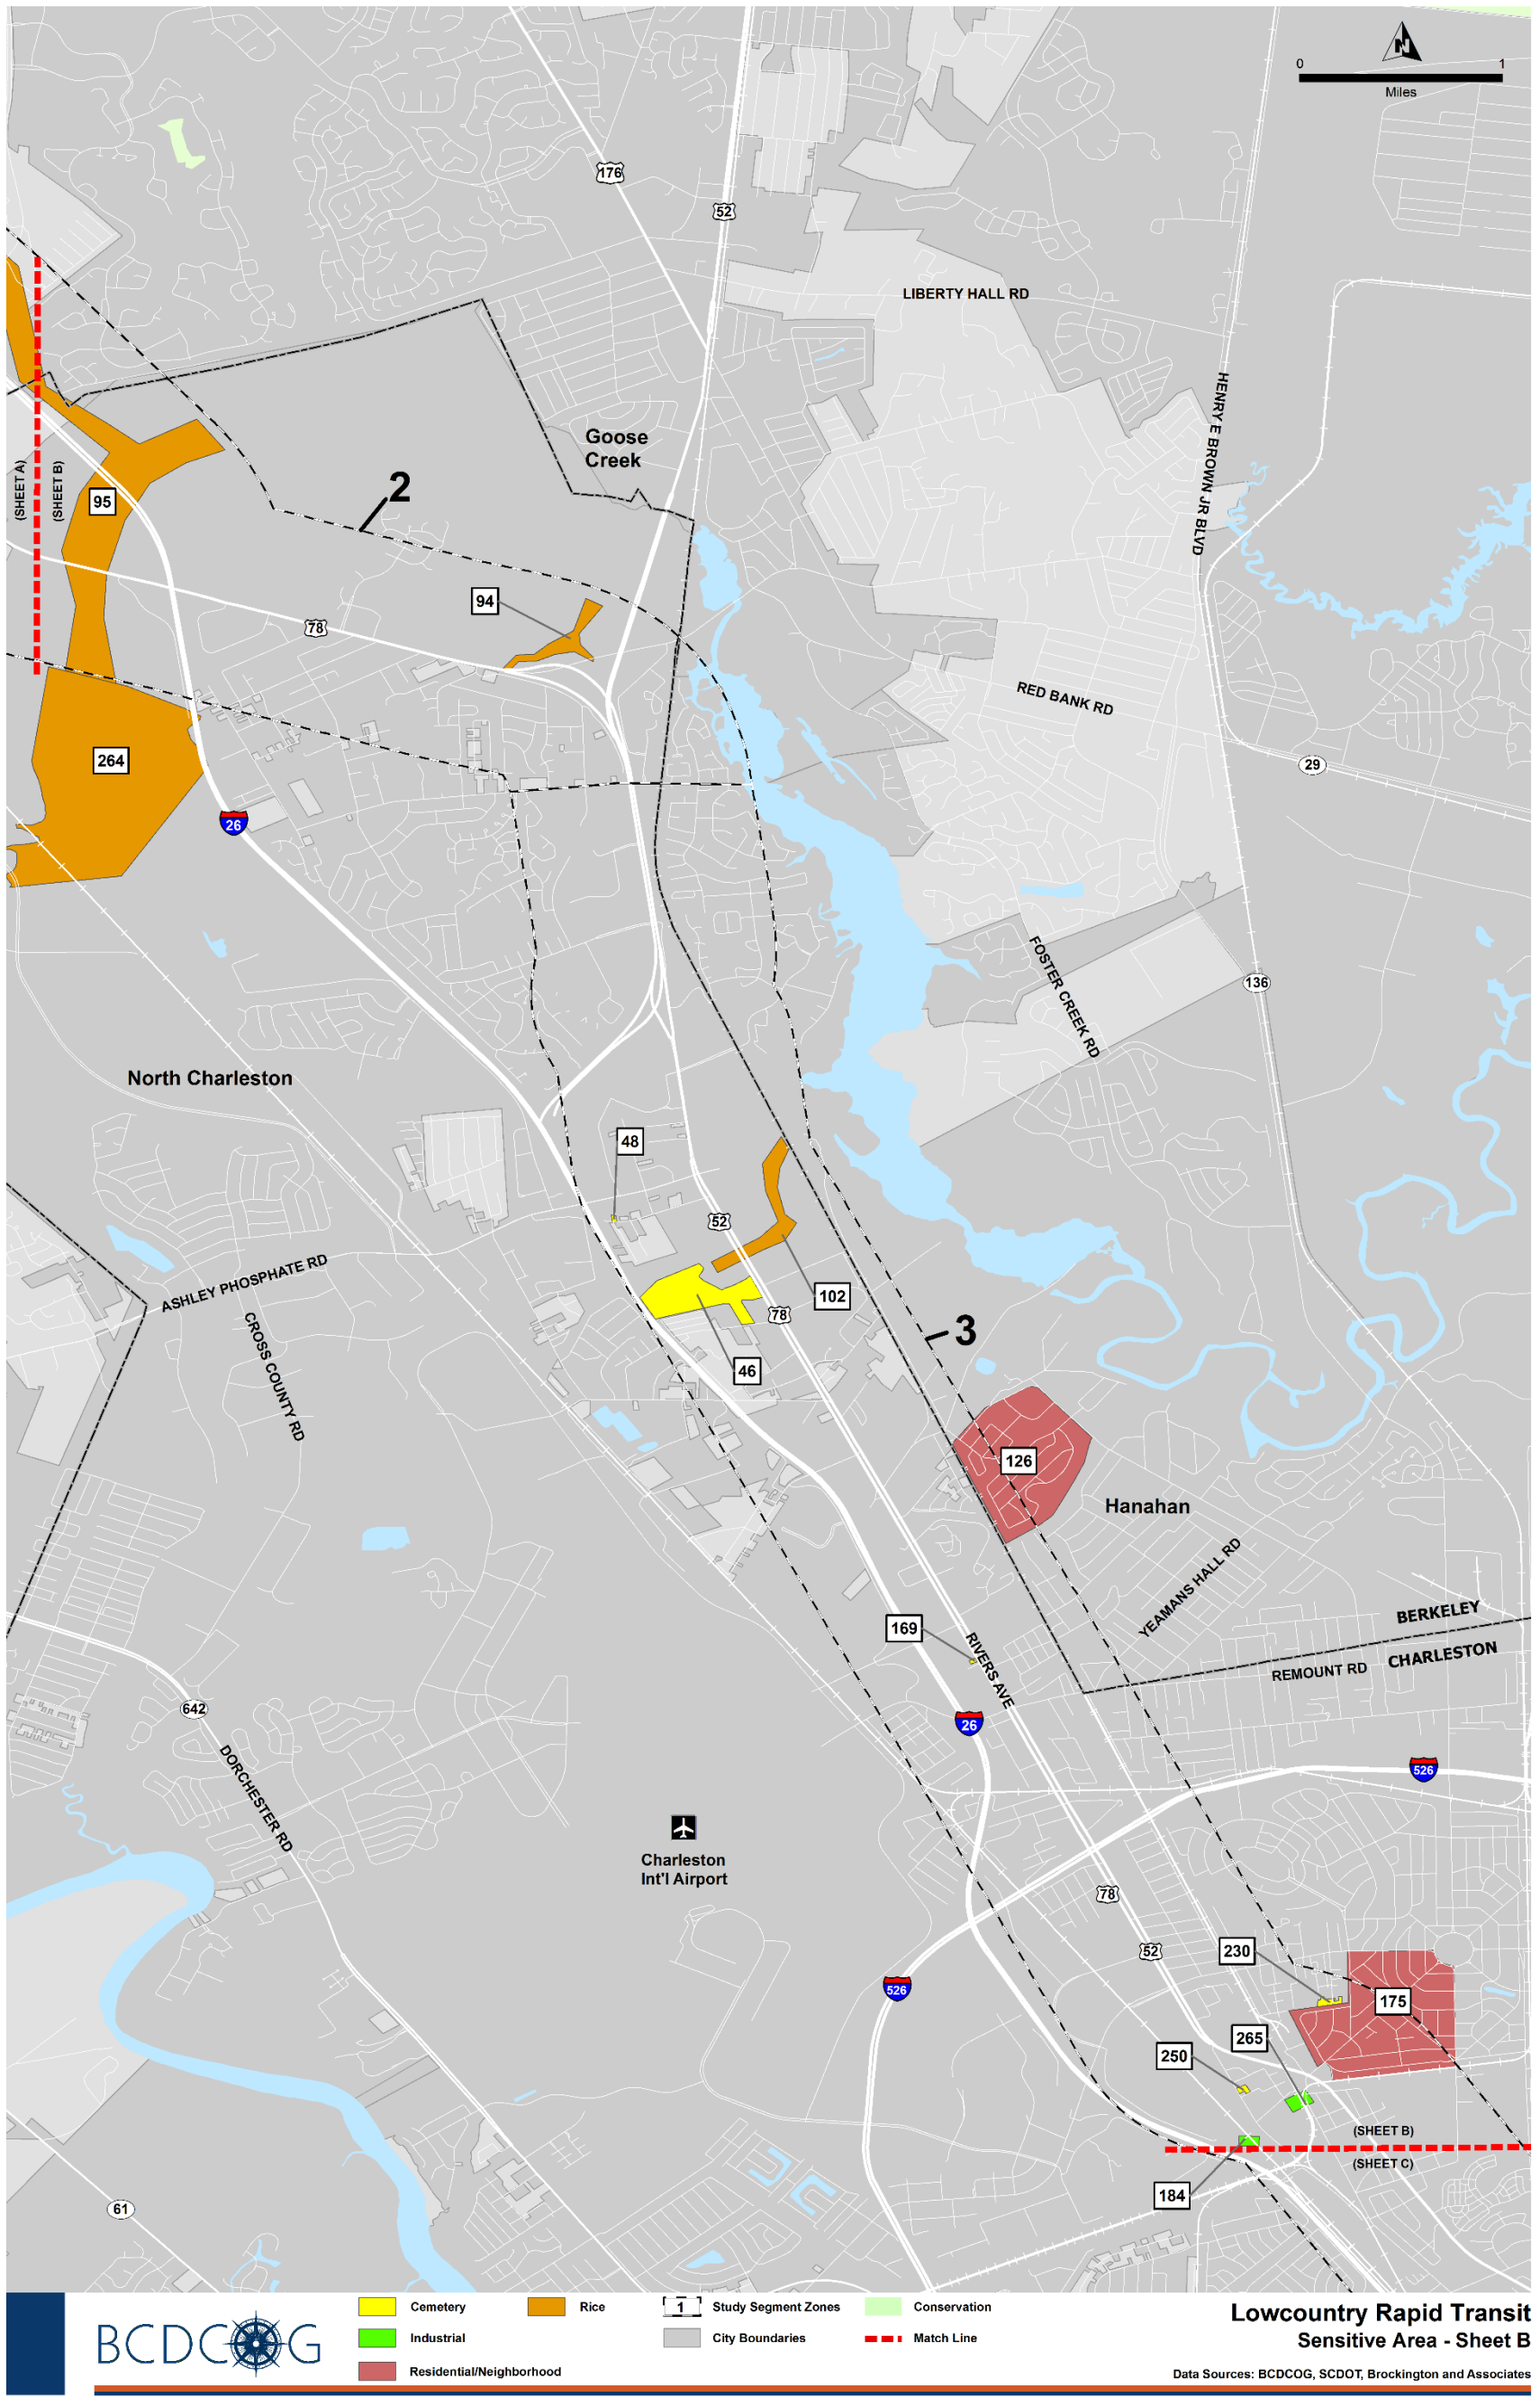 N
0
1
Miles
176
52
LIBERTY HALL RD
HENRY E BROWN JR BLVD
Goose
Creek
(SHEET A)
(SHEET B)
95
2
94
78
RED BANK RD
264
29
26
FOSTER CREEK RD
136
North Charleston
48
52
ASHLEY PHOSPHATE RD
102
78
CROSS COUNTY RD
3
46
126
Hanahan
YEAMANS HALL RD
BERKELEY
169
RIVERS AVE
CHARLESTON
REMOUNT RD
642
26
DORCHESTER RD
526
Charleston
Int'l Airport
78
52
230
526
175
265
250
(SHEET B)
(SHEET C)
184
61
BCDCOG
Cemetery
Rice
1
Study Segment Zones
Conservation
Industrial
City Boundaries
Match Line
Residential/Neighborhood
Lowcountry Rapid Transit
Sensitive Area - Sheet B
Data Sources: BCDCOG, SCDOT, Brockington and Associates